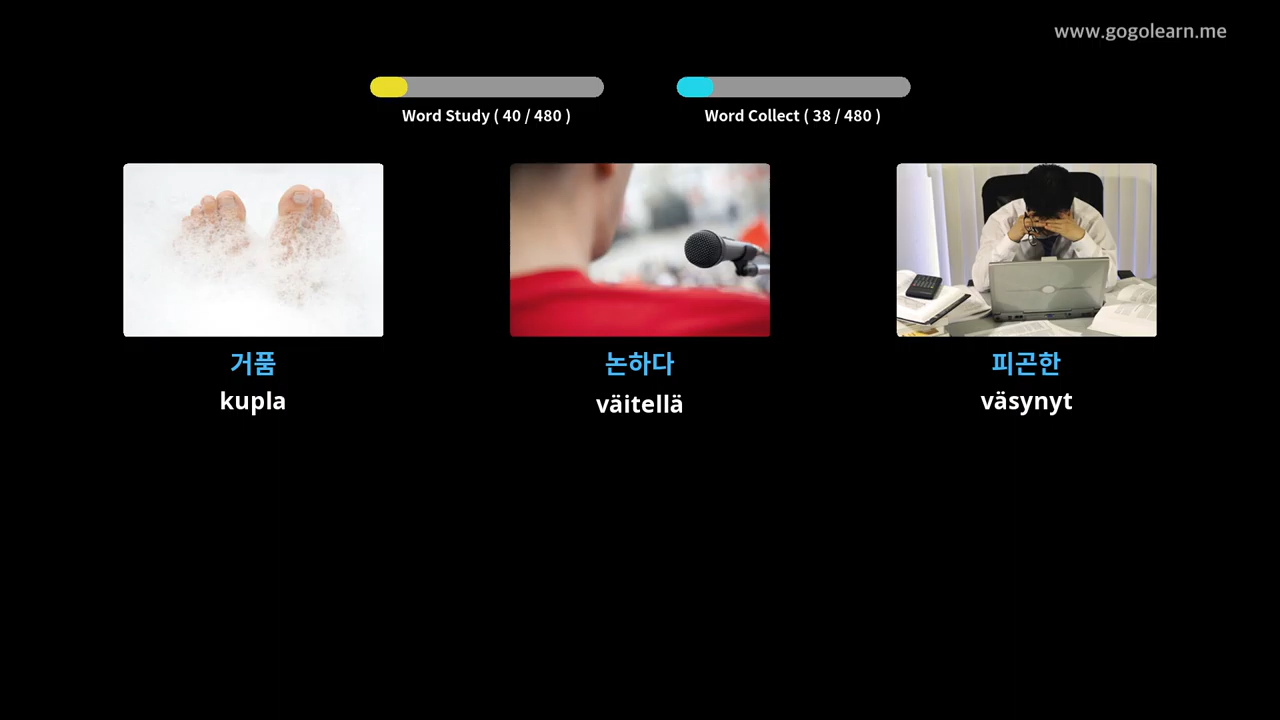 www.gogolearn.me
Word Study ( 40 / 480 )
Word Collect ( 38 / 480 )
거품
kupla
논하다
väitellä
피곤한
väsynyt